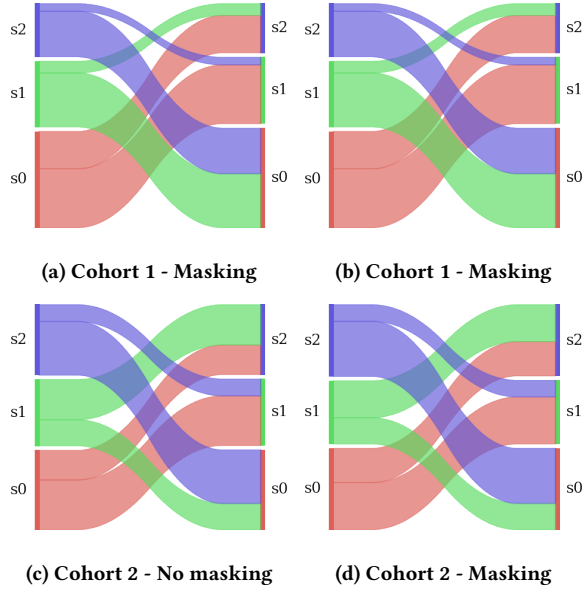 s2
s1
s0
s2
s1
s0
(a) Cohort 1 - Masking
s2
s1
s0
s2
s1
s0
(b) Cohort 1 - Masking
s2
s1
s0
s2
s1
s0
(c) Cohort 2 - No masking
s2
s1
s0
s2
s1
s0
(d) Cohort 2 - Masking